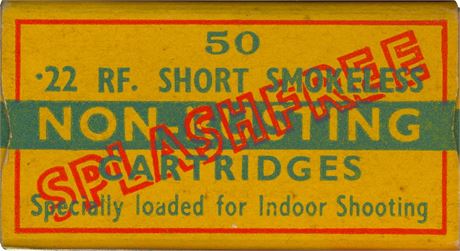 50
.22 RF. SHORT SMOKELESS
NON-RUSTING
CARTRIDGES
Specially loaded for Indoor Shooting
SPLASHFREE